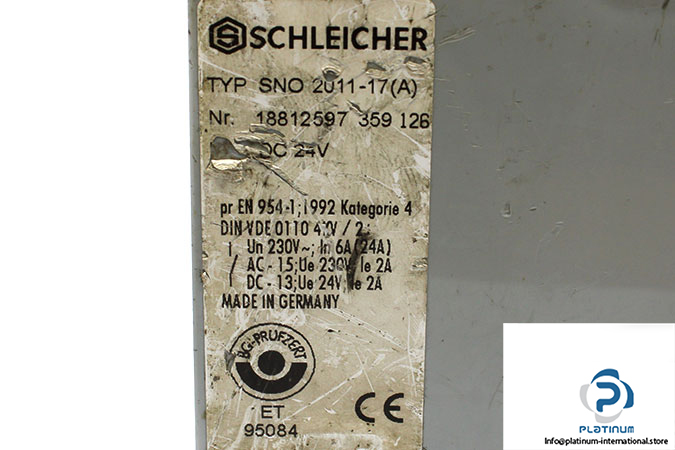 SCHLEICHER
TYP SNO 2011-17(A)
Nr. 18812597 359 126
DC 24V
pr EN 954-1;1992 Kategorie 4
DIN VDE 0110 4KV / 2
Un 230V~; In 6A(24A)
AC - 15;Ue 230V; Ie 2A
DC - 13;Ue 24V; Ie 2A
MADE IN GERMANY
BG-PRÜFZERT
ET
95084
CE
PLATINUM
Info@platinum-international.store